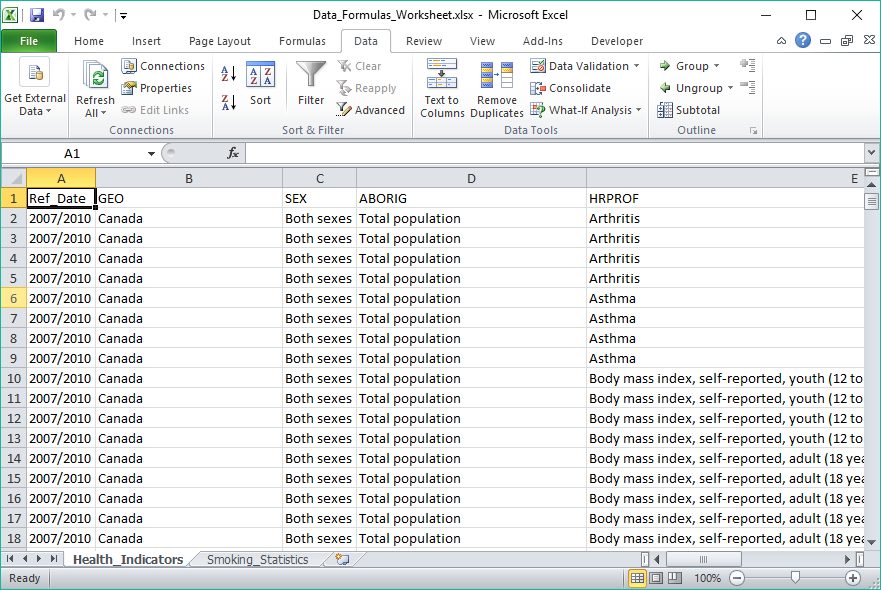 Data_Formulas_Worksheet.xlsx - Microsoft Excel
File Home Insert Page Layout Formulas Data Review View Add-Ins Developer
Get External Data
Refresh All
Connections
Properties
Edit Links
Connections
Sort
Filter
Clear
Reapply
Advanced
Sort & Filter
Text to Columns
Remove Duplicates
Data Validation
Consolidate
What-If Analysis
Data Tools
Group
Ungroup
Subtotal
Outline
A1 fx
A B C D E
1 Ref_Date GEO SEX ABORIG HRPROF
2 2007/2010 Canada Both sexes Total population Arthritis
3 2007/2010 Canada Both sexes Total population Arthritis
4 2007/2010 Canada Both sexes Total population Arthritis
5 2007/2010 Canada Both sexes Total population Arthritis
6 2007/2010 Canada Both sexes Total population Asthma
7 2007/2010 Canada Both sexes Total population Asthma
8 2007/2010 Canada Both sexes Total population Asthma
9 2007/2010 Canada Both sexes Total population Asthma
10 2007/2010 Canada Both sexes Total population Body mass index, self-reported, youth (12 to
11 2007/2010 Canada Both sexes Total population Body mass index, self-reported, youth (12 to
12 2007/2010 Canada Both sexes Total population Body mass index, self-reported, youth (12 to
13 2007/2010 Canada Both sexes Total population Body mass index, self-reported, youth (12 to
14 2007/2010 Canada Both sexes Total population Body mass index, self-reported, adult (18 yea
15 2007/2010 Canada Both sexes Total population Body mass index, self-reported, adult (18 yea
16 2007/2010 Canada Both sexes Total population Body mass index, self-reported, adult (18 yea
17 2007/2010 Canada Both sexes Total population Body mass index, self-reported, adult (18 yea
18 2007/2010 Canada Both sexes Total population Body mass index, self-reported, adult (18 yea
Health_Indicators Smoking_Statistics
Ready 100%